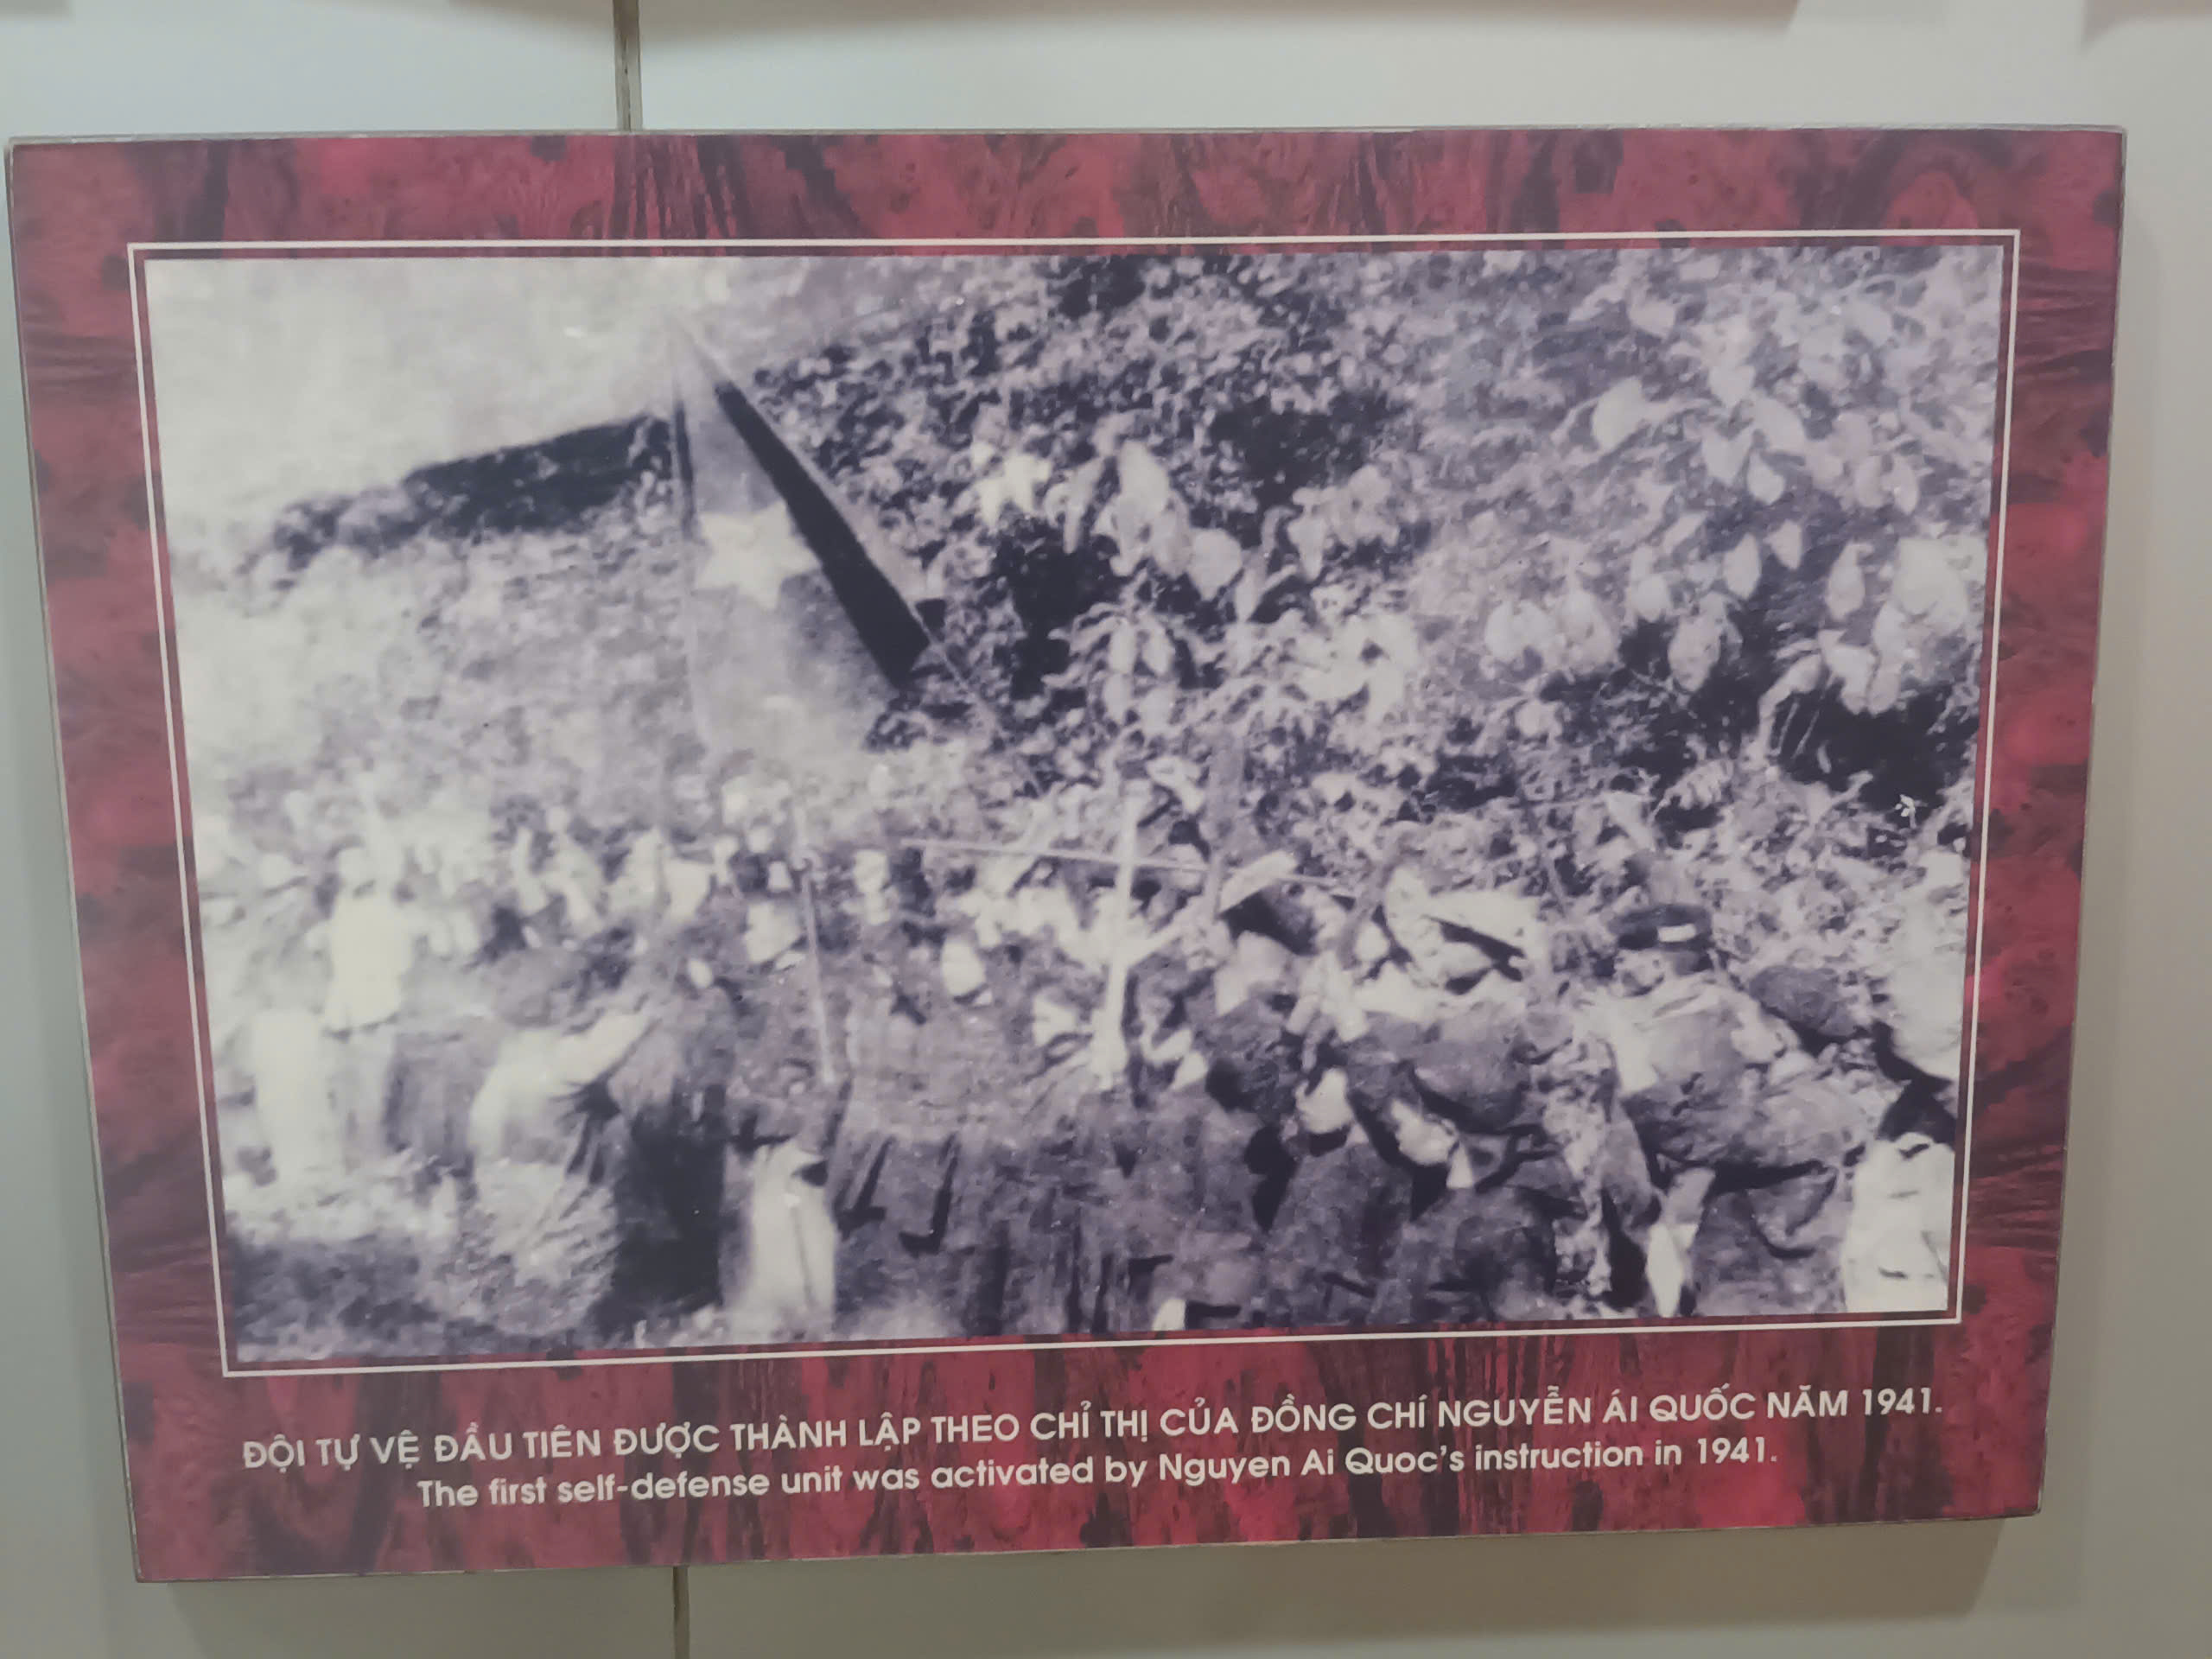 ĐỘI TỰ VỆ ĐẦU TIÊN ĐƯỢC THÀNH LẬP THEO CHỈ THỊ CỦA ĐỒNG CHÍ NGUYỄN ÁI QUỐC NĂM 1941.
The first self-defense unit was activated by Nguyen Ai Quoc's instruction in 1941.